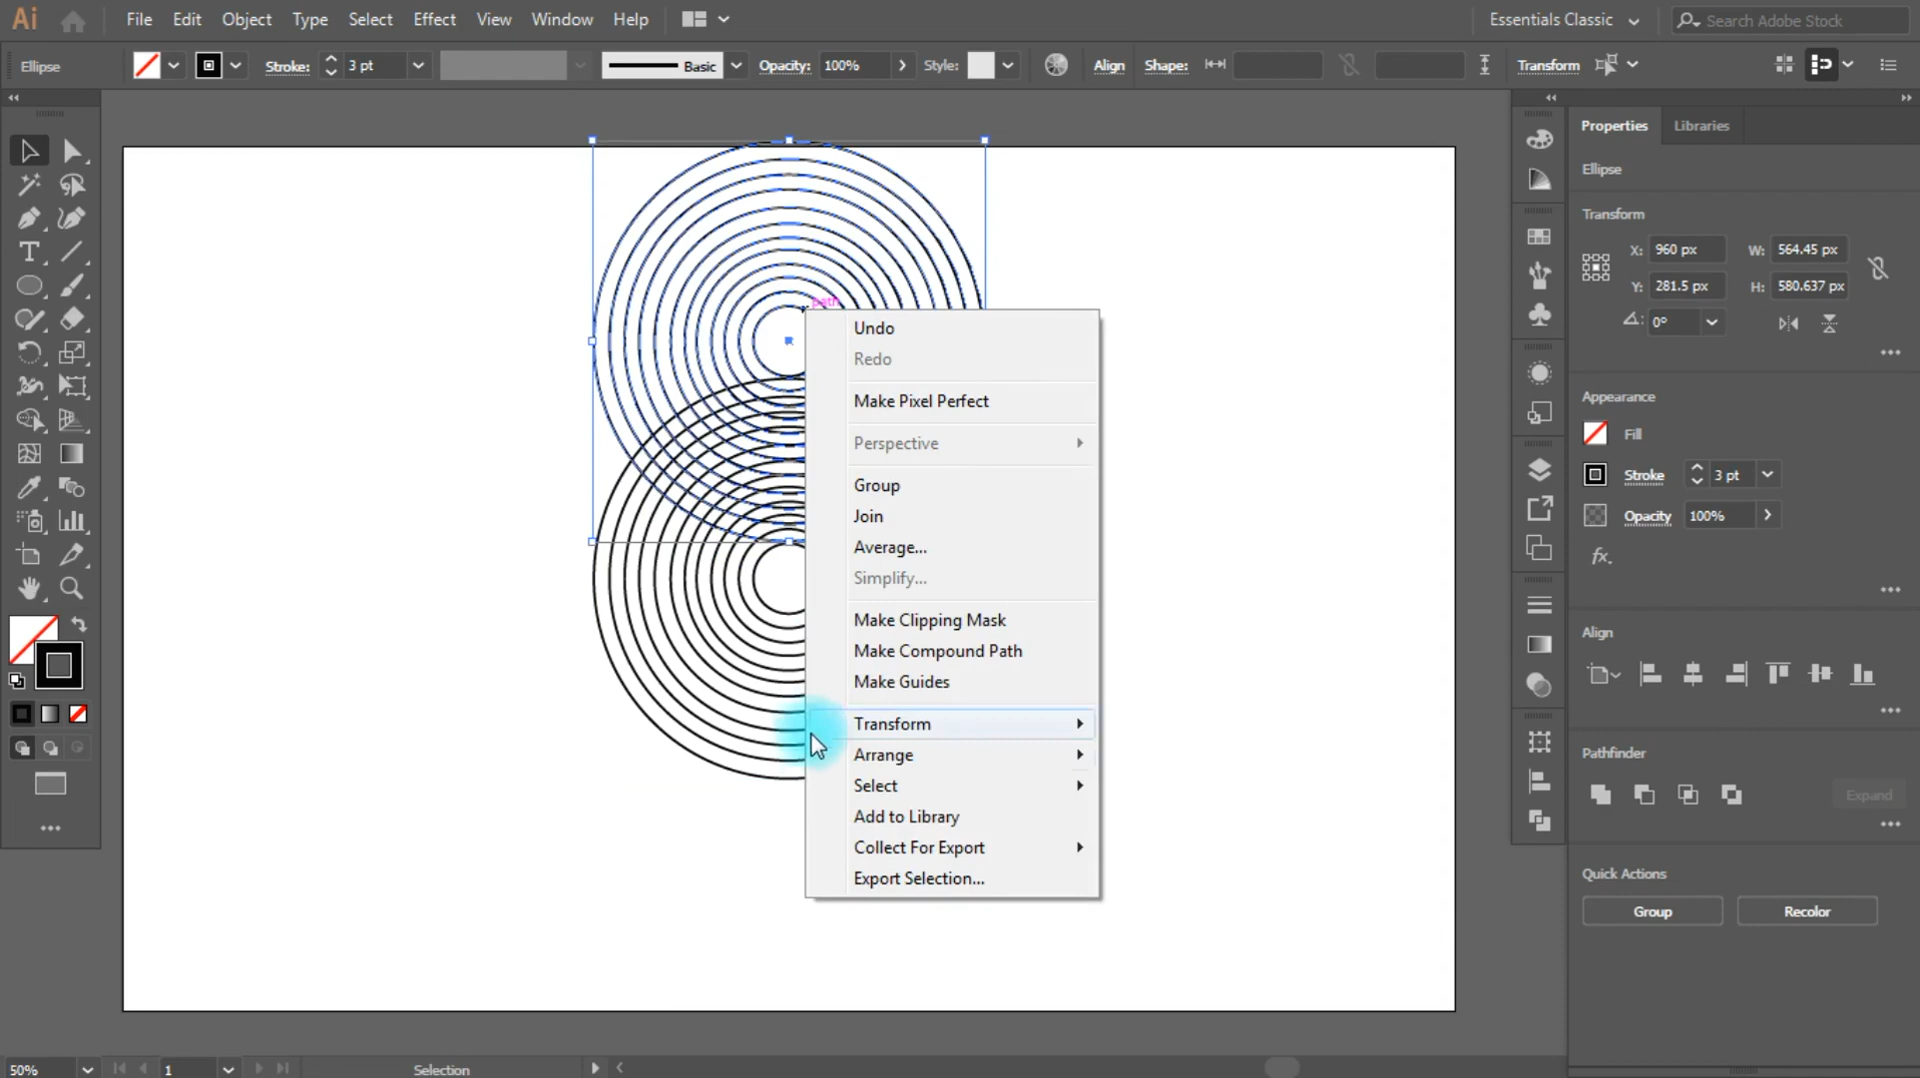 Ai File Edit Object Type Select Effect View Window Help Essentials Classic Search Adobe Stock
Ellipse Stroke: 3 pt Basic Opacity: 100% Style: Align Shape: Transform
Properties Libraries
Ellipse
Transform
X: 960 px W: 564.45 px
Y: 281.5 px H: 580.637 px
0°
Appearance
Fill
Stroke 3 pt
Opacity 100%
fx.
Align
Pathfinder
Expand
Quick Actions
Group Recolor
path
Undo
Redo
Make Pixel Perfect
Perspective
Group
Join
Average...
Simplify...
Make Clipping Mask
Make Compound Path
Make Guides
Transform
Arrange
Select
Add to Library
Collect For Export
Export Selection...
50% 1 Selection